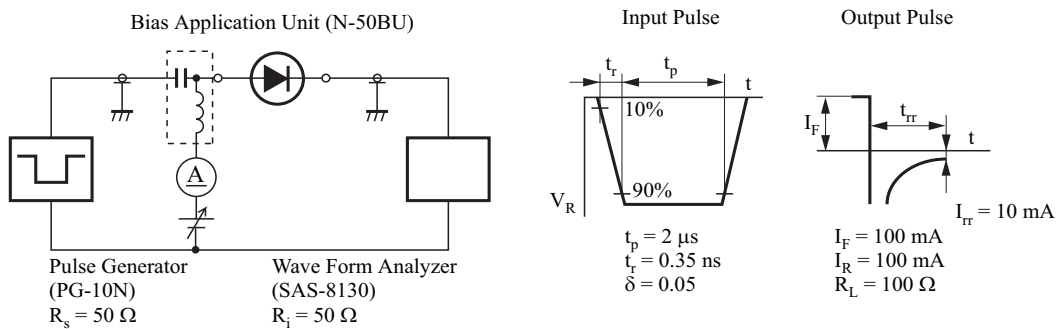 Bias Application Unit (N-50BU)
A
Pulse Generator
(PG-10N)
R_s = 50 Ω
Wave Form Analyzer
(SAS-8130)
R_i = 50 Ω
Input Pulse
t_r t_p
t
10%
90%
V_R
t_p = 2 μs
t_r = 0.35 ns
δ = 0.05
Output Pulse
I_F
t_rr
t
I_rr = 10 mA
I_F = 100 mA
I_R = 100 mA
R_L = 100 Ω